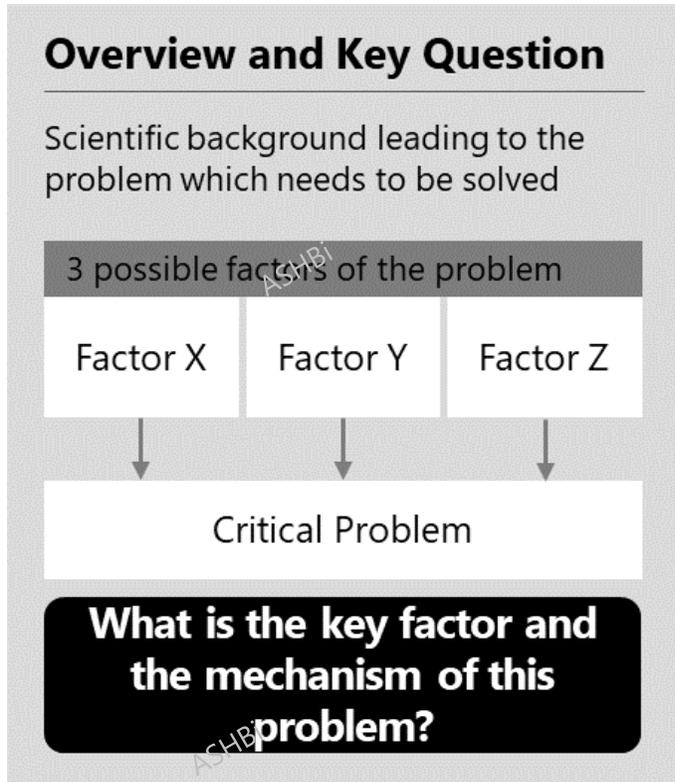 Overview and Key Question
Scientific background leading to the
problem which needs to be solved
3 possible factors of the problem
ASHBi
Factor X
Factor Y
Factor Z
Critical Problem
What is the key factor and
the mechanism of this
problem?
ASHBi